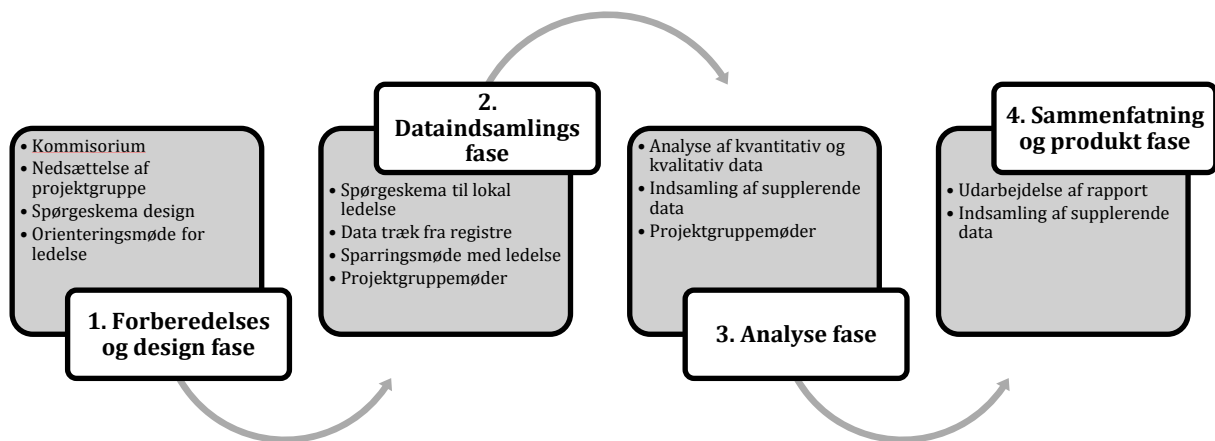 • Kommisorium
• Nedsættelse af
projektgruppe
• Spørgeskema design
• Orienteringsmøde for
ledelse
1. Forberedelses
og design fase
2.
Dataindsamlings
fase
• Spørgeskema til lokal
ledelse
• Data træk fra registre
• Sparringsmøde med ledelse
• Projektgruppemøder
• Analyse af kvantitativ og
kvalitativ data
• Indsamling af supplerende
data
• Projektgruppemøder
3. Analyse fase
4. Sammenfatning
og produkt fase
• Udarbejdelse af rapport
• Indsamling af supplerende
data